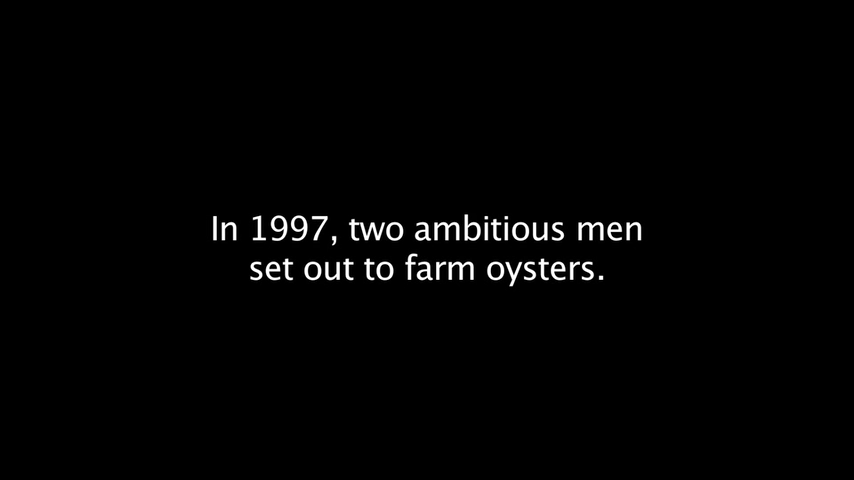 In 1997, two ambitious men
set out to farm oysters.